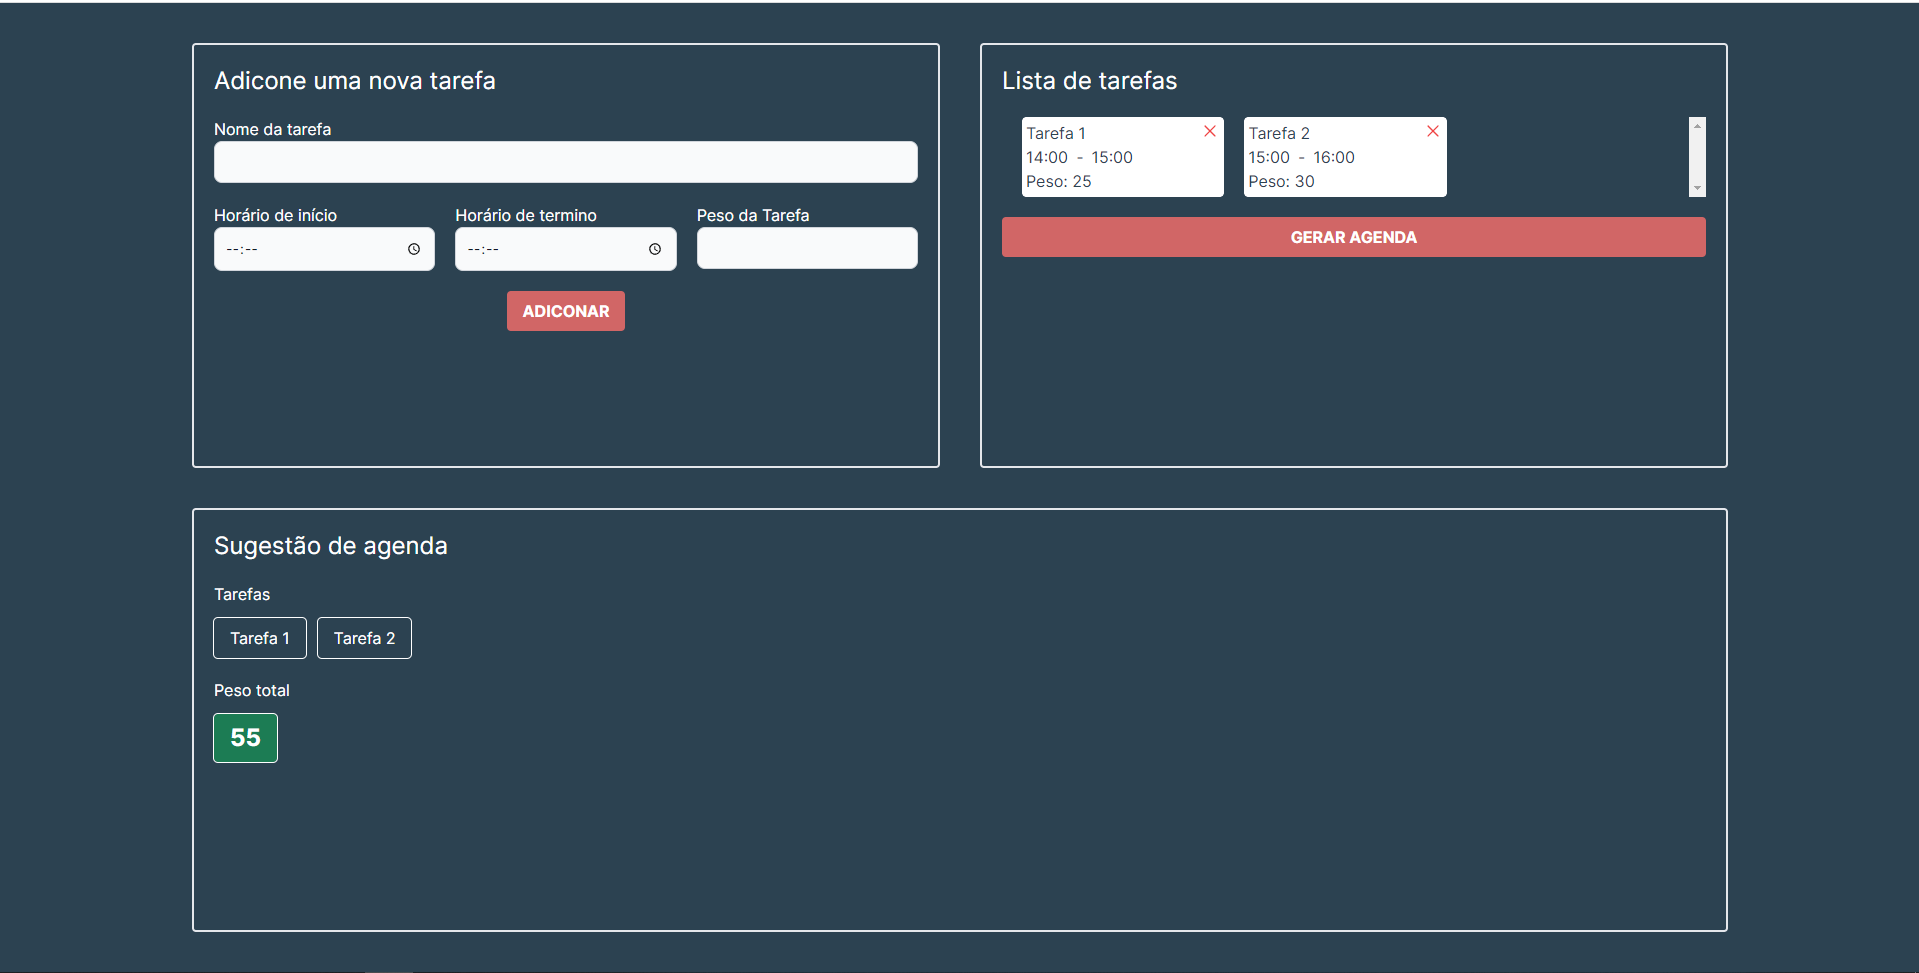 Adicone uma nova tarefa
Nome da tarefa
Horário de início
Horário de termino
Peso da Tarefa
--:--
--:--
ADICONAR
Lista de tarefas
Tarefa 1
14:00 - 15:00
Peso: 25
Tarefa 2
15:00 - 16:00
Peso: 30
GERAR AGENDA
Sugestão de agenda
Tarefas
Tarefa 1
Tarefa 2
Peso total
55